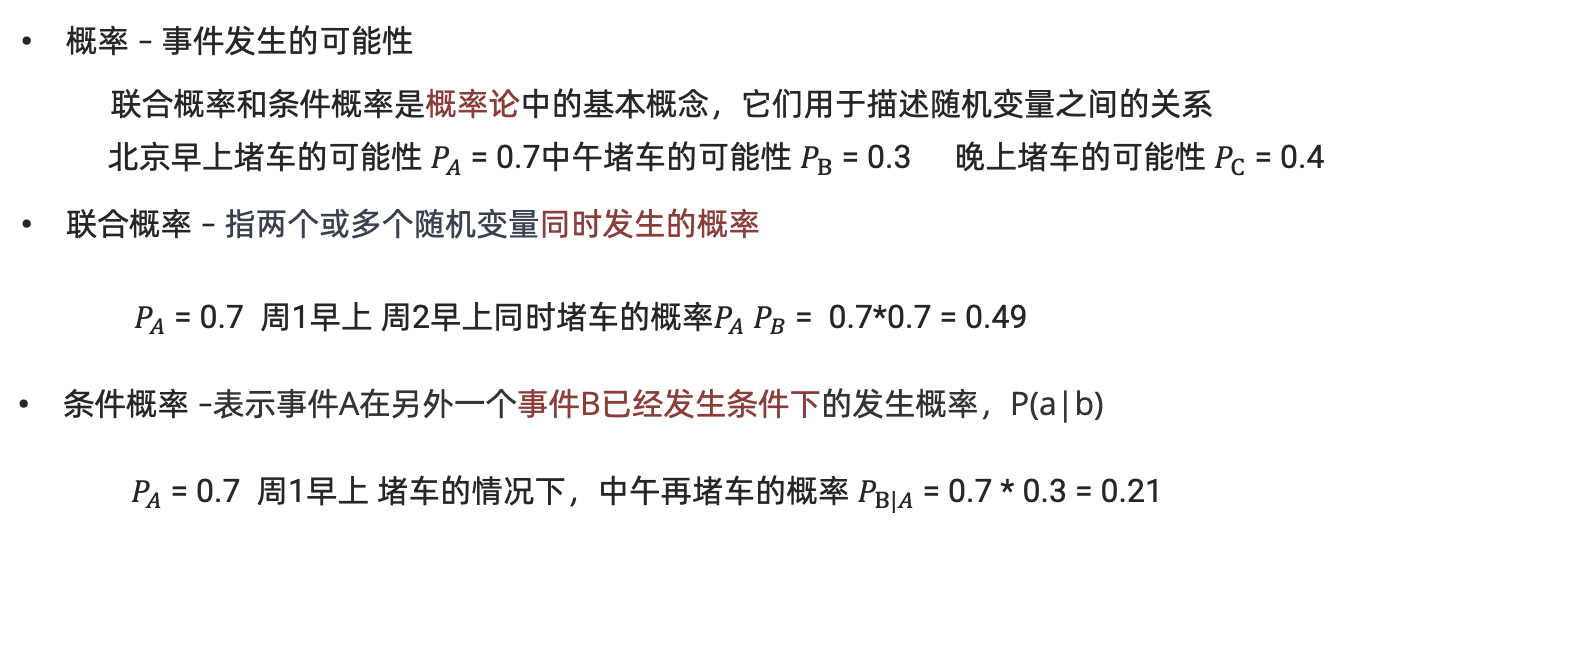 • 概率 – 事件发生的可能性
联合概率和条件概率是概率论中的基本概念，它们用于描述随机变量之间的关系
北京早上堵车的可能性 P_A = 0.7中午堵车的可能性 P_B = 0.3 晚上堵车的可能性 P_C = 0.4
• 联合概率 – 指两个或多个随机变量同时发生的概率
P_A = 0.7 周1早上 周2早上同时堵车的概率P_A P_B = 0.7*0.7 = 0.49
• 条件概率 –表示事件A在另外一个事件B已经发生条件下的发生概率，P(a|b)
P_A = 0.7 周1早上 堵车的情况下，中午再堵车的概率 P_B|A = 0.7 * 0.3 = 0.21